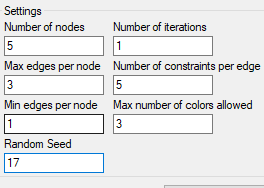 Settings
Number of nodes
Number of iterations
5
1
Max edges per node
Number of constraints per edge
3
5
Min edges per node
Max number of colors allowed
1
3
Random Seed
17